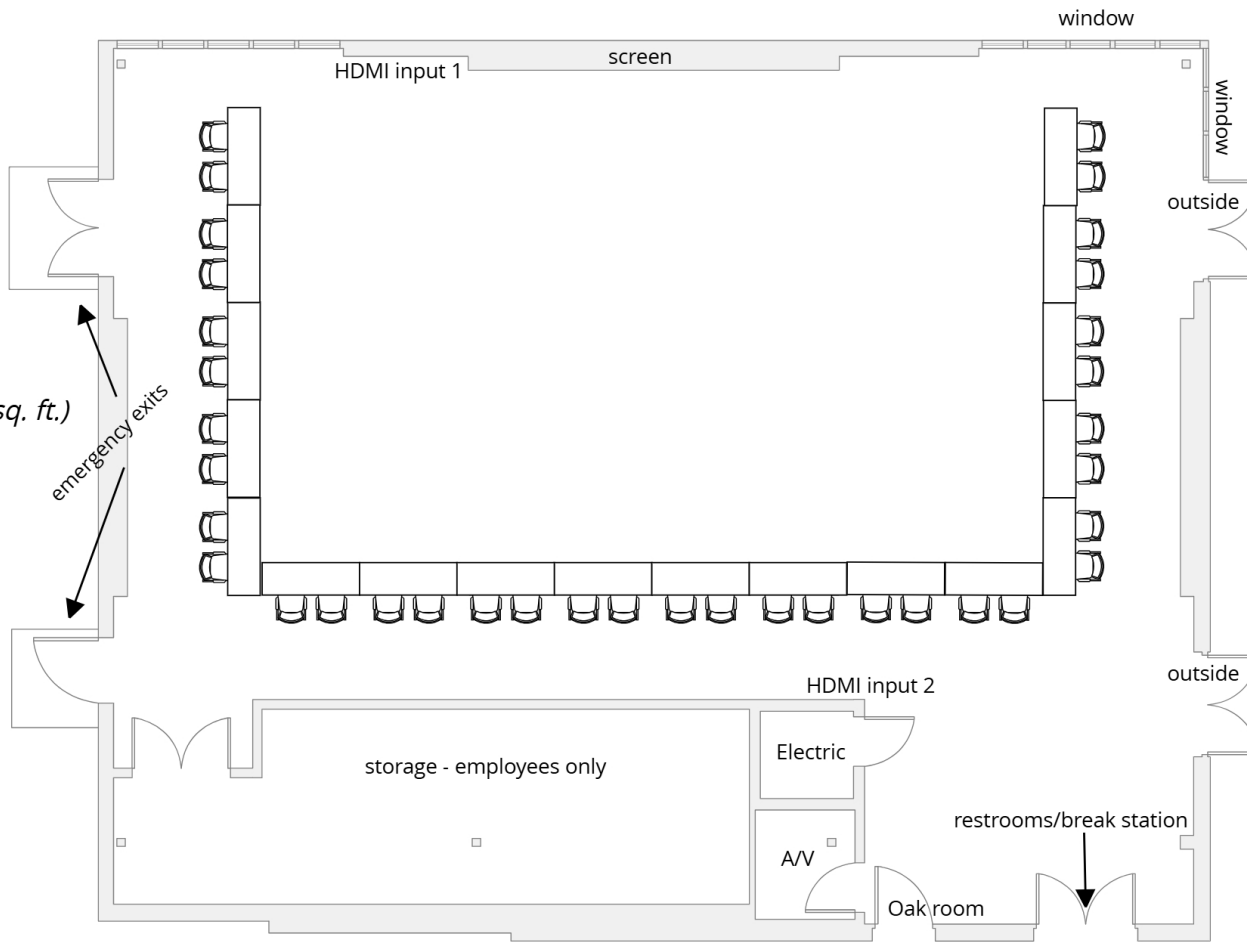 window
screen
HDMI input 1
window
outside
sq. ft.)
emergency exits
outside
HDMI input 2
Electric
storage - employees only
restrooms/break station
A/V
Oak room